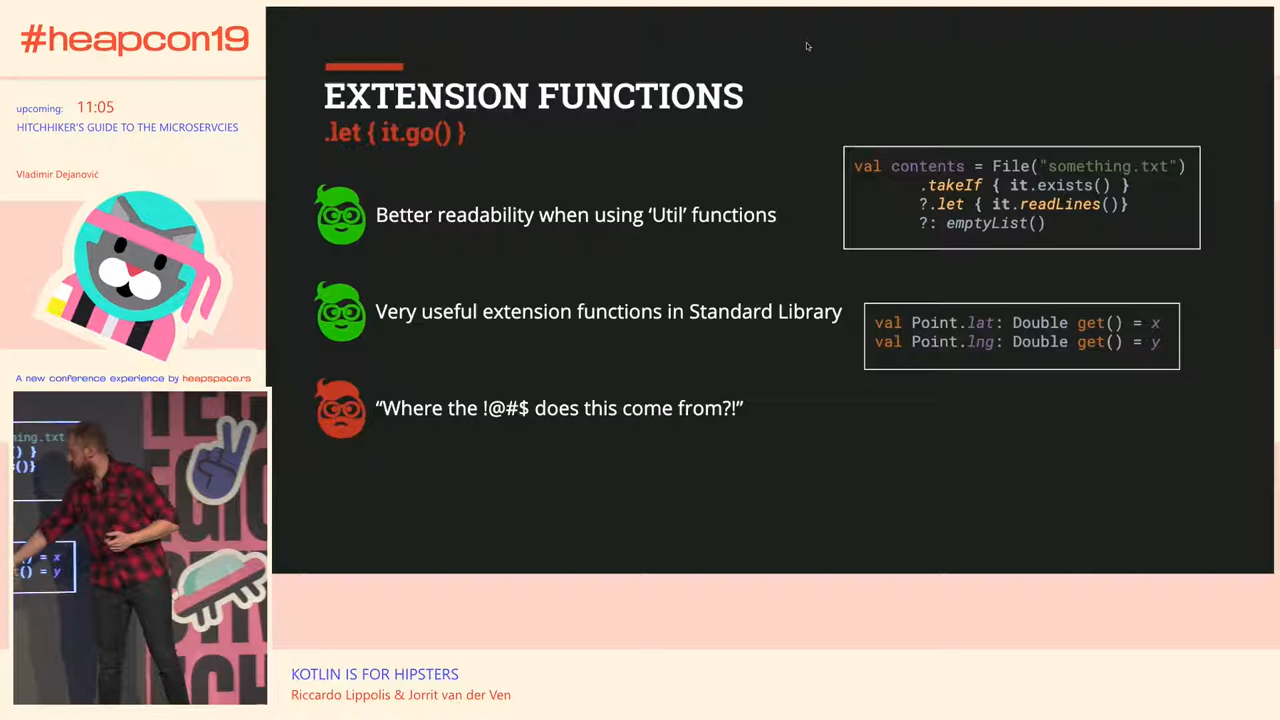 #heapcon19
upcoming: 11:05
HITCHHIKER'S GUIDE TO THE MICROSERVCIES
Vladimir Dejanović
A new conference experience by heapspace.rs
EXTENSION FUNCTIONS
.let { it.go() }
Better readability when using ‘Util’ functions
Very useful extension functions in Standard Library
“Where the !@#$ does this come from?!”
val contents = File("something.txt")
.takeIf { it.exists() }
?.let { it.readLines()}
?: emptyList()
val Point.lat: Double get() = x
val Point.lng: Double get() = y
ning.txt
) }
()}
() = x
t() = y
KOTLIN IS FOR HIPSTERS
Riccardo Lippolis & Jorrit van der Ven